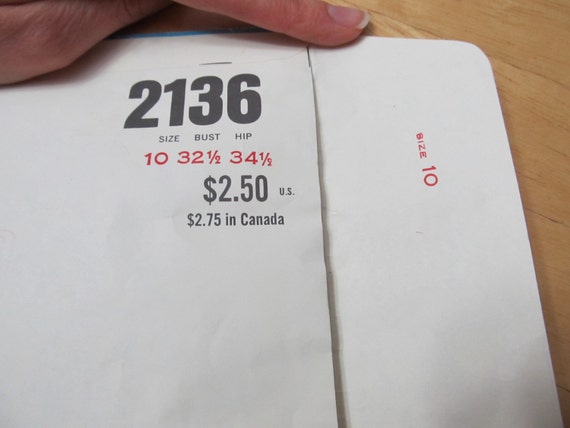 2136
SIZE BUST HIP
10 32½ 34½
$2.50 U.S.
$2.75 in Canada
SIZE 10